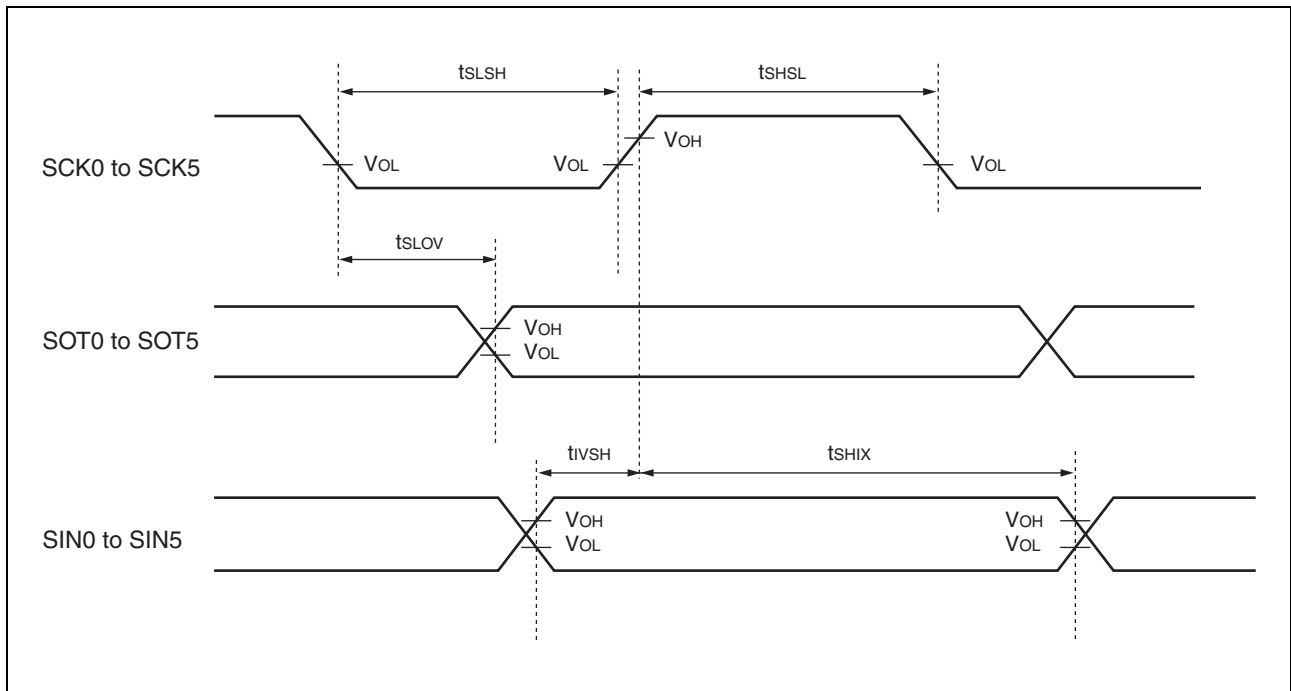 tSLSH tSHSL
VOH
SCK0 to SCK5 VOL VOL VOL
tSLOV
VOH
SOT0 to SOT5 VOL
tIVSH tSHIX
VOH VOH
SIN0 to SIN5 VOL VOL